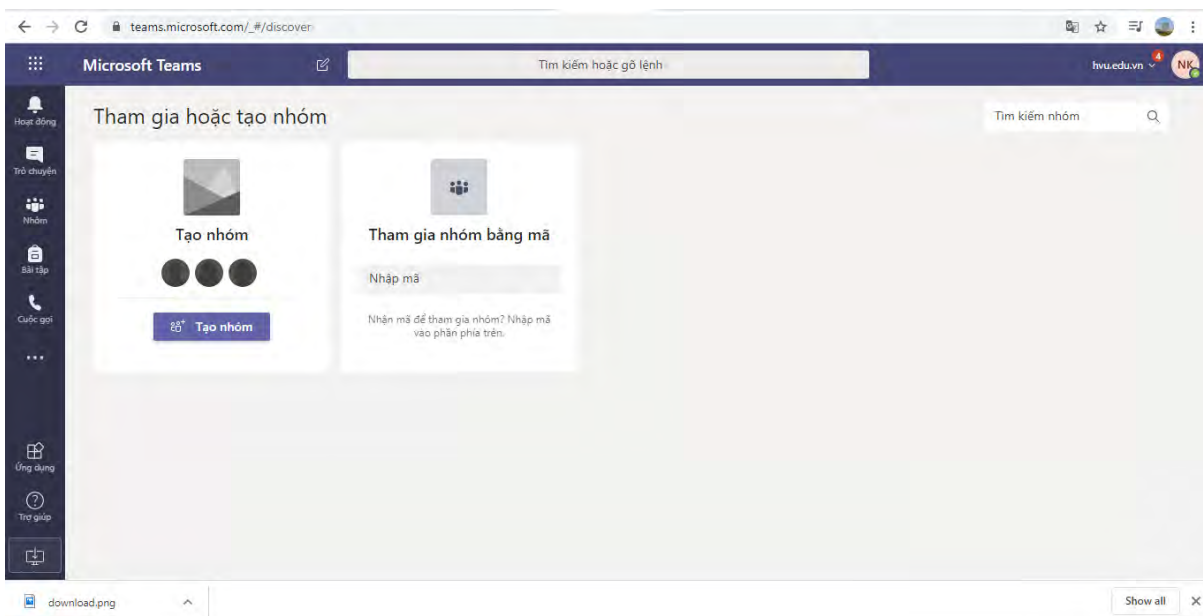 teams.microsoft.com/_#/discover
Microsoft Teams
Tìm kiếm hoặc gõ lệnh
hvu.edu.vn
4
NK
Hoạt động
Trò chuyện
Nhóm
Bài tập
Cuộc gọi
Ứng dụng
Trợ giúp
Tham gia hoặc tạo nhóm
Tìm kiếm nhóm
Tạo nhóm
Tạo nhóm
Tham gia nhóm bằng mã
Nhập mã
Nhận mã để tham gia nhóm? Nhập mã
vào phần phía trên.
download.png
Show all